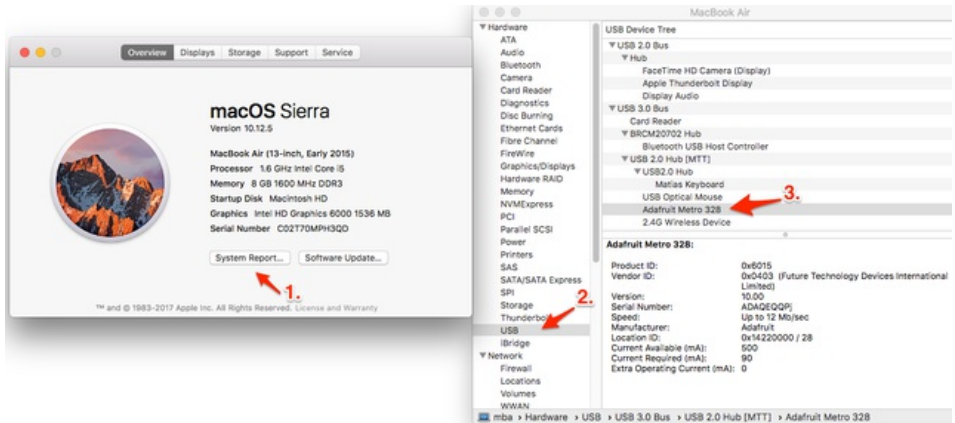 Overview Displays Storage Support Service
macOS Sierra
Version 10.12.5
MacBook Air (13-inch, Early 2015)
Processor 1.6 GHz Intel Core i5
Memory 8 GB 1600 MHz DDR3
Startup Disk Macintosh HD
Graphics Intel HD Graphics 6000 1536 MB
Serial Number C02T70MPH3QD
System Report... Software Update...
1.
™ and © 1983-2017 Apple Inc. All Rights Reserved. License and Warranty
MacBook Air
Hardware
ATA
Audio
Bluetooth
Camera
Card Reader
Diagnostics
Disc Burning
Ethernet Cards
Fibre Channel
FireWire
Graphics/Displays
Hardware RAID
Memory
NVMExpress
PCI
Parallel SCSI
Power
Printers
SAS
SATA/SATA Express
SPI
Storage
2.
USB
iBridge
Network
Firewall
Locations
Volumes
WWAN
USB Device Tree
USB 2.0 Bus
Hub
FaceTime HD Camera (Display)
Apple Thunderbolt Display
Display Audio
USB 3.0 Bus
Card Reader
BRCM20702 Hub
Bluetooth USB Host Controller
USB 2.0 Hub [MTT]
USB2.0 Hub
Matias Keyboard
USB Optical Mouse
3.
Adafruit Metro 328
2.4G Wireless Device
Adafruit Metro 328:
Product ID: 0x6015
Vendor ID: 0x0403 (Future Technology Devices International
Limited)
Version: 10.00
Serial Number: ADAQEQQPj
Speed: Up to 12 Mb/sec
Manufacturer: Adafruit
Location ID: 0x14220000 / 28
Current Available (mA): 500
Current Required (mA): 90
Extra Operating Current (mA): 0
mba › Hardware › USB › USB 3.0 Bus › USB 2.0 Hub [MTT] › Adafruit Metro 328